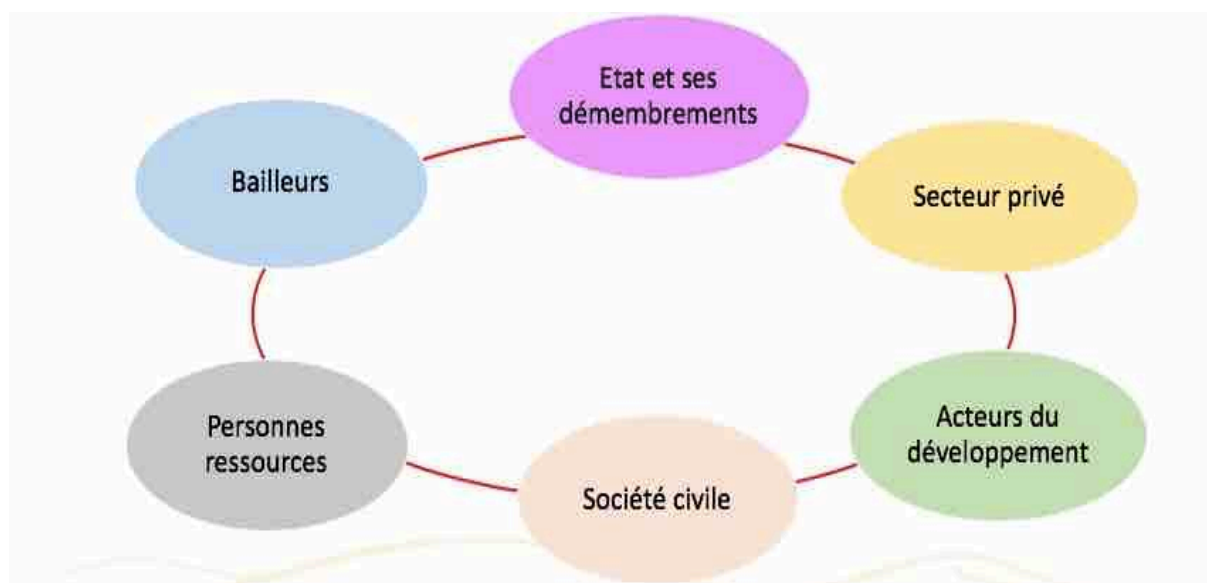 Etat et ses
démembrements
Secteur privé
Acteurs du
développement
Société civile
Personnes
ressources
Bailleurs